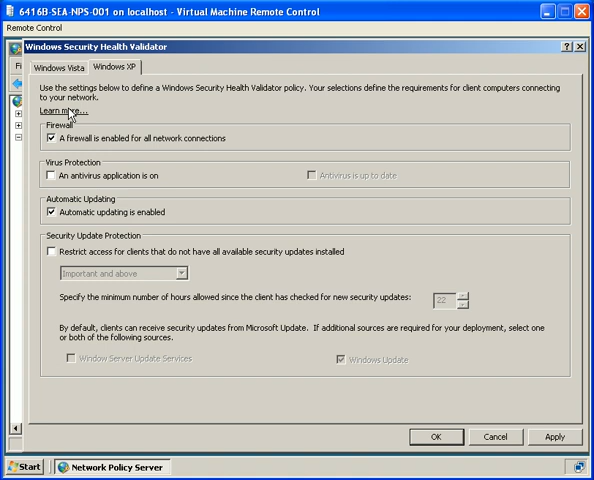 6416B-SEA-NPS-001 on localhost - Virtual Machine Remote Control
Remote Control
Windows Security Health Validator
Fi
Windows Vista
Windows XP
Use the settings below to define a Windows Security Health Validator policy. Your selections define the requirements for client computers connecting
to your network.
Learn more...
Firewall
A firewall is enabled for all network connections
Virus Protection
An antivirus application is on
Antivirus is up to date
Automatic Updating
Automatic updating is enabled
Security Update Protection
Restrict access for clients that do not have all available security updates installed
Important and above
Specify the minimum number of hours allowed since the client has checked for new security updates:
22
By default, clients can receive security updates from Microsoft Update. If additional sources are required for your deployment, select one
or both of the following sources.
Window Server Update Services
Windows Update
OK
Cancel
Apply
Start
Network Policy Server